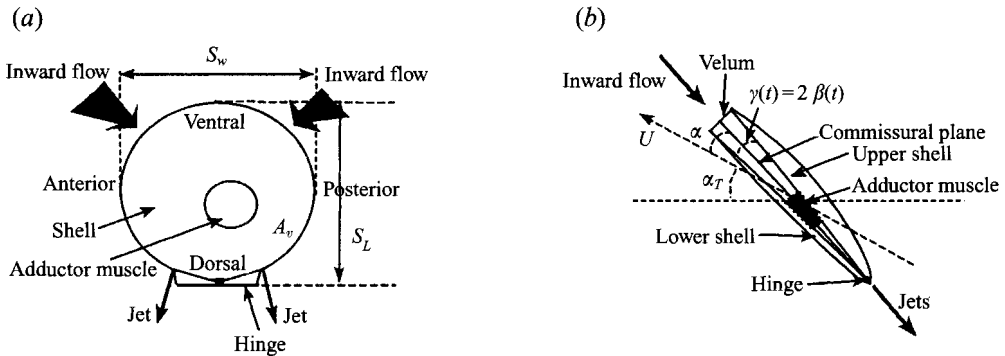 (a)
S_w
Inward flow
Inward flow
Ventral
Anterior
Posterior
Shell
A_v
S_L
Adductor muscle
Dorsal
Jet
Jet
Hinge
(b)
Velum
Inward flow
γ(t) = 2 β(t)
Commissural plane
U
α
Upper shell
α_T
Adductor muscle
Lower shell
Hinge
Jets